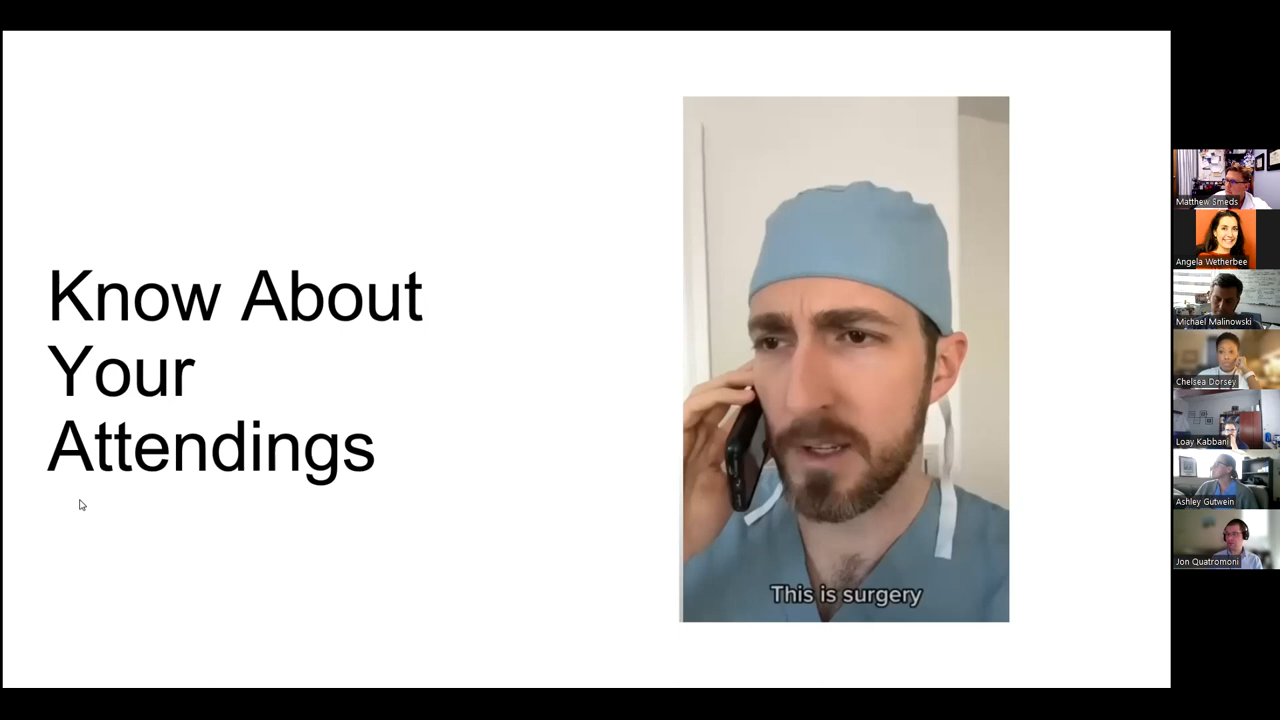 Know About
Your
Attendings
This is surgery
Matthew Smeds
Angela Wetherbee
Michael Malinowski
Chelsea Dorsey
Loay Kabbani
Ashley Gutwein
Jon Quatromoni